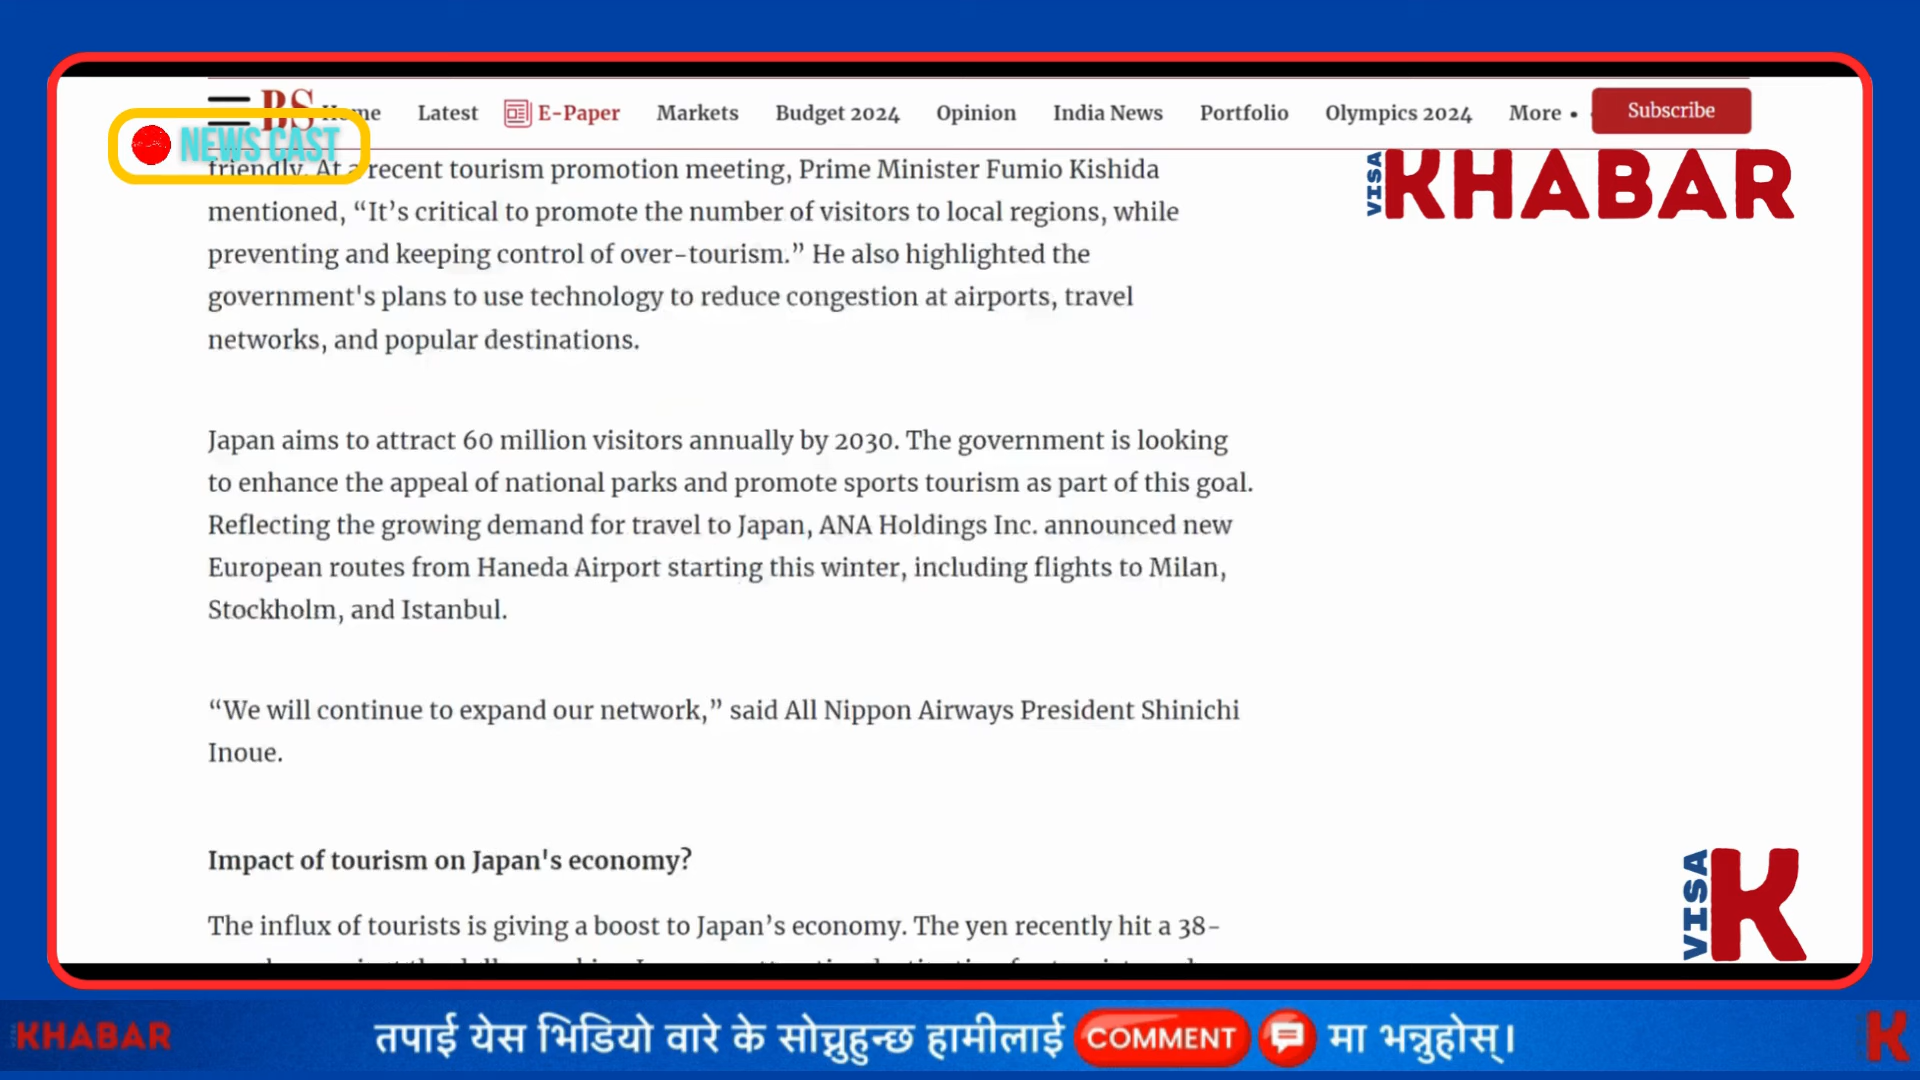 BS Home Latest E-Paper Markets Budget 2024 Opinion India News Portfolio Olympics 2024 More • Subscribe
NEWS CAST
VISA KHABAR
friendly. At a recent tourism promotion meeting, Prime Minister Fumio Kishida
mentioned, “It’s critical to promote the number of visitors to local regions, while
preventing and keeping control of over-tourism.” He also highlighted the
government's plans to use technology to reduce congestion at airports, travel
networks, and popular destinations.
Japan aims to attract 60 million visitors annually by 2030. The government is looking
to enhance the appeal of national parks and promote sports tourism as part of this goal.
Reflecting the growing demand for travel to Japan, ANA Holdings Inc. announced new
European routes from Haneda Airport starting this winter, including flights to Milan,
Stockholm, and Istanbul.
“We will continue to expand our network,” said All Nippon Airways President Shinichi
Inoue.
Impact of tourism on Japan's economy?
The influx of tourists is giving a boost to Japan’s economy. The yen recently hit a 38-
VISA K
KHABAR
तपाई येस भिडियो वारे के सोच्नुहुन्छ हामीलाई COMMENT मा भन्नुहोस्।
K